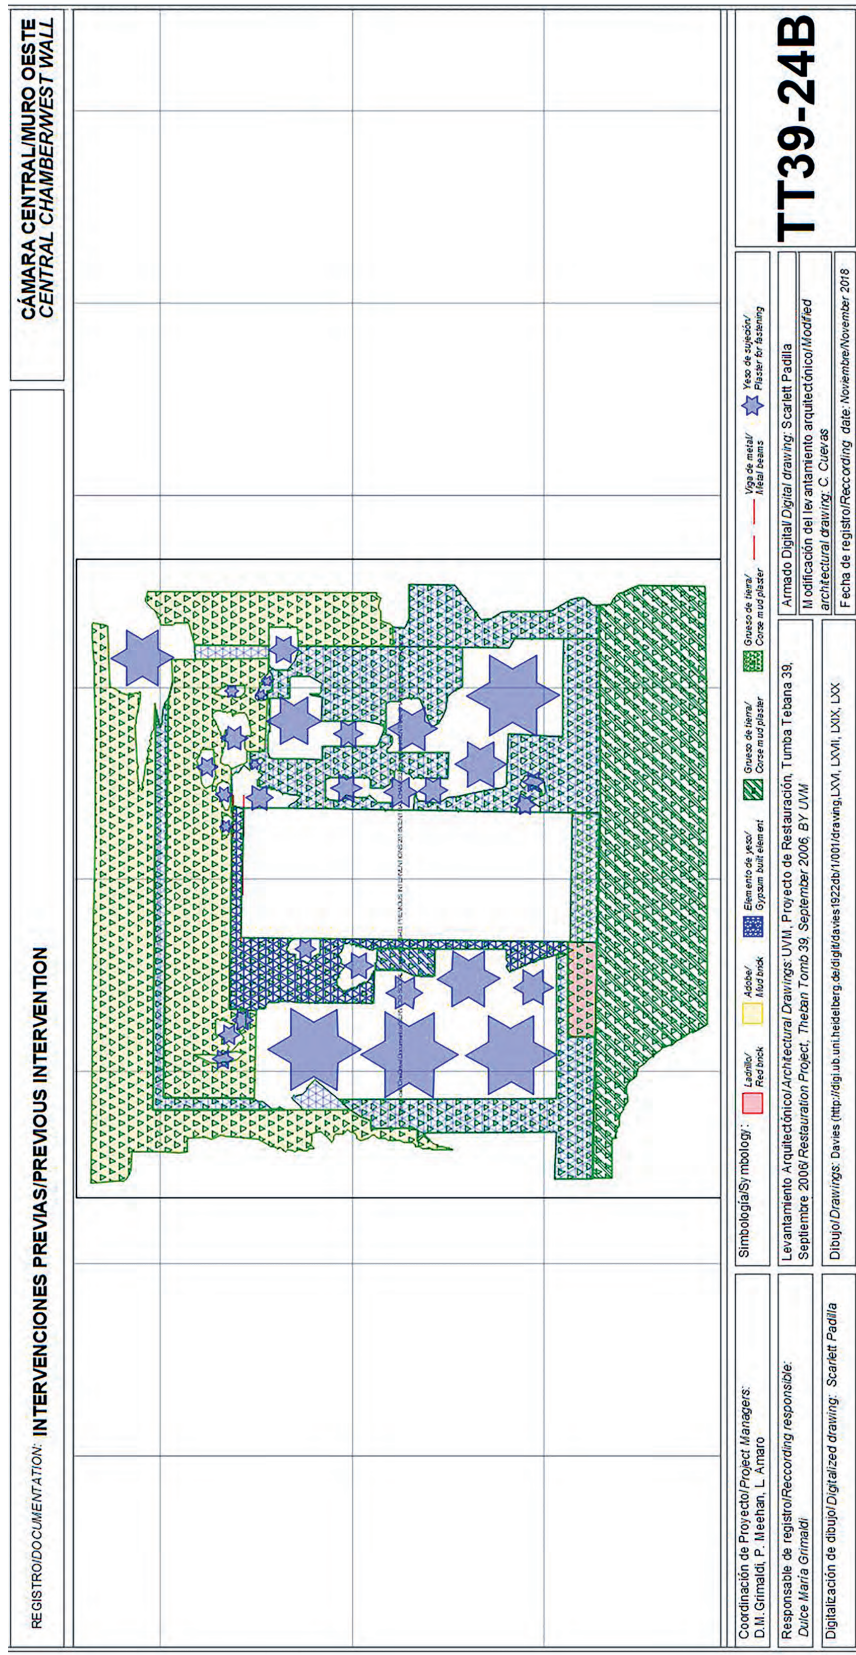 REGISTRO/DOCUMENTATION: INTERVENCIONES PREVIAS/PREVIOUS INTERVENTION
CÁMARA CENTRAL/MURO OESTE
CENTRAL CHAMBER/WEST WALL
Coordinación de Proyecto/Project Managers:
D.M. Grimaldi, P. Meehan, L. Amaro
Responsable de registro/Reccording responsible:
Dulce María Grimaldi
Digitalización de dibujo/Digitalized drawing: Scarlett Padilla
Simbología/Symbology:
Ladrillo/
Red brick
Adobe/
Mud brick
Elemento de yeso/
Gypsum built element
Grueso de tierra/
Corse mud plaster
Grueso de tierra/
Corse mud plaster
Viga de metal/
Metal beams
Yeso de sujeción/
Plaster for fastening
Levantamiento Arquitectónico/Architectural Drawings: UVM, Proyecto de Restauración, Tumba Tebana 39,
Septiembre 2006/Restauration Project, Theban Tomb 39, September 2006, BY UVM
Dibujo/Drawings: Davies (http://digi.ub.uni.heidelberg.de/diglit/davies1922db/1/001/drawing,LXVI, LXVII, LXIX, LXX
Armado Digital/Digital drawing: Scarlett Padilla
Modificación del levantamiento arquitectónico/Modified
architectural drawing: C. Cuevas
Fecha de registro/Reccording date: Noviembre/November 2018
TT39-24B